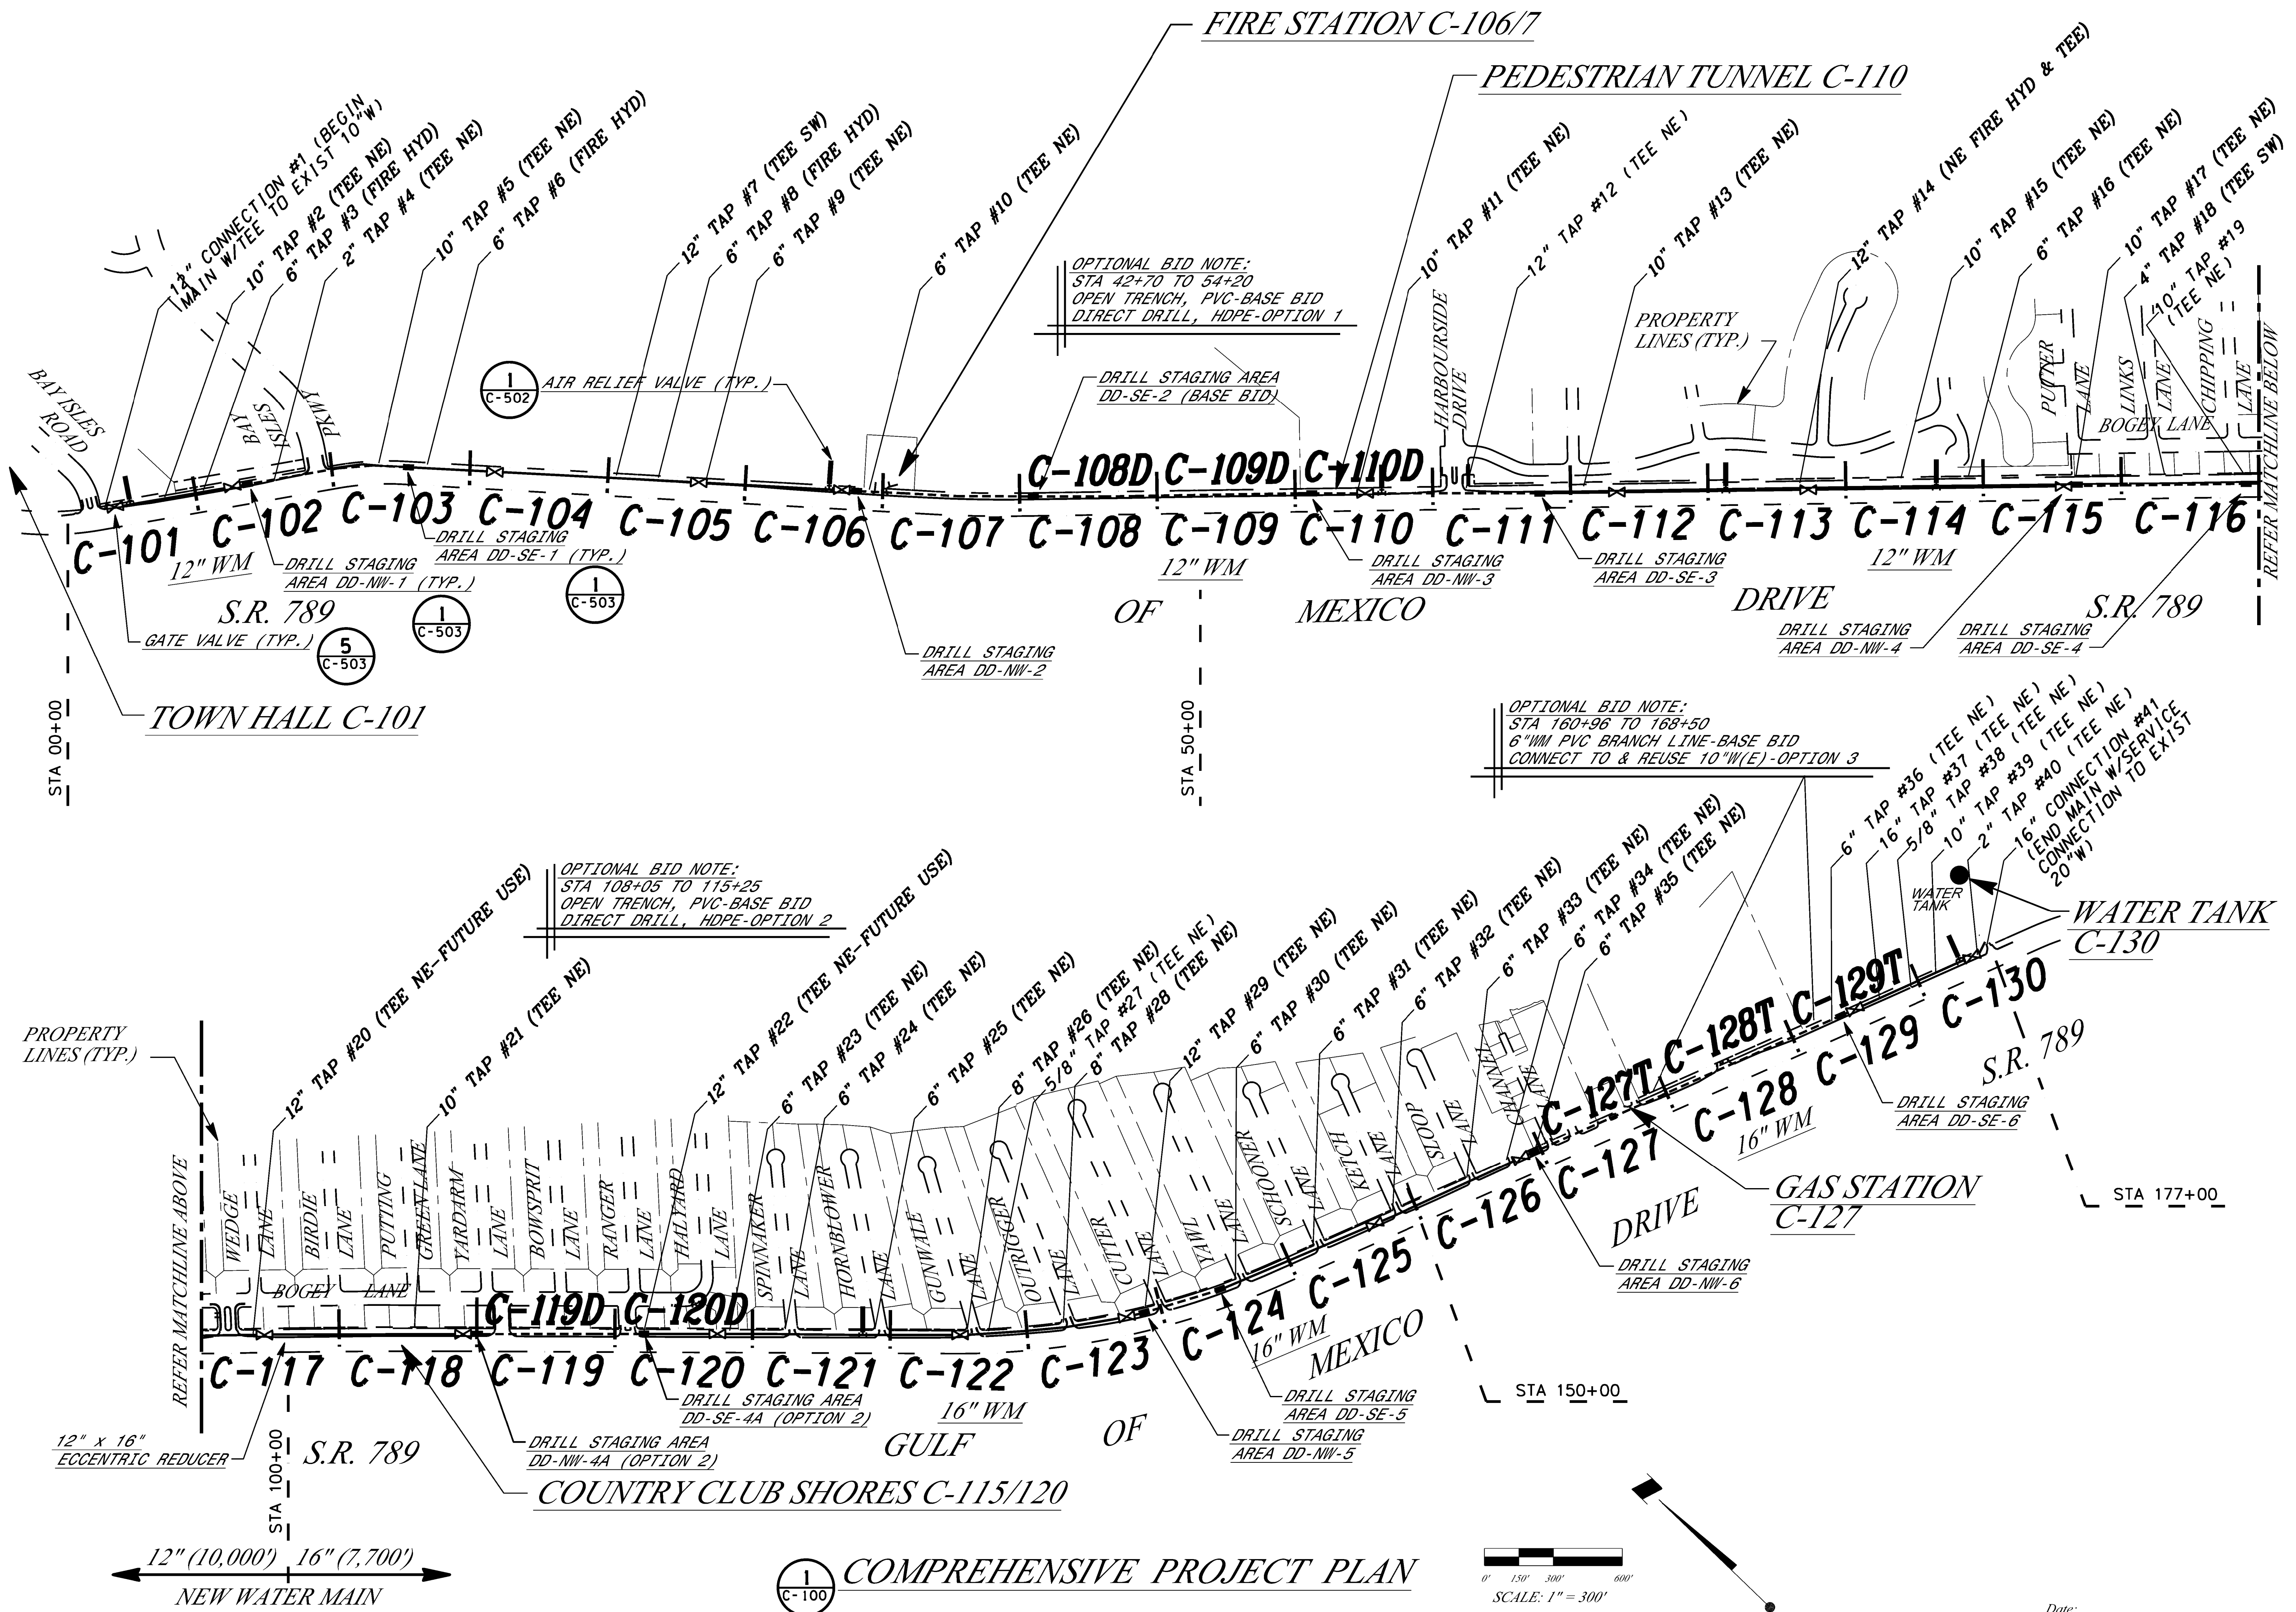 FIRE STATION C-106/7
PEDESTRIAN TUNNEL C-110
12" CONNECTION #1 (BEGIN
MAIN W/TEE TO EXIST 10"W)
10" TAP #2 (TEE NE)
6" TAP #3 (FIRE HYD)
2" TAP #4 (TEE NE)
10" TAP #5 (TEE NE)
6" TAP #6 (FIRE HYD)
12" TAP #7 (TEE SW)
6" TAP #8 (FIRE HYD)
6" TAP #9 (TEE NE)
6" TAP #10 (TEE NE)
10" TAP #11 (TEE NE)
12" TAP #12 (TEE NE)
10" TAP #13 (TEE NE)
12" TAP #14 (NE FIRE HYD & TEE)
10" TAP #15 (TEE NE)
6" TAP #16 (TEE NE)
10" TAP #17 (TEE NE)
4" TAP #18 (TEE SW)
10" TAP #19
(TEE NE)
OPTIONAL BID NOTE:
STA 42+70 TO 54+20
OPEN TRENCH, PVC-BASE BID
DIRECT DRILL, HDPE-OPTION 1
PROPERTY
LINES (TYP.)
BAY ISLES
ROAD
BAY
ISLES
PKWY
1
C-502
AIR RELIEF VALVE (TYP.)
DRILL STAGING AREA
DD-SE-2 (BASE BID)
HARBOURSIDE
DRIVE
PUTTER
LANE
LINKS
LANE
CHIPPING
LANE
BOGEY LANE
REFER MATCHLINE BELOW
C-108D
C-109D
C-110D
C-101
C-102
C-103
C-104
C-105
C-106
C-107
C-108
C-109
C-110
C-111
C-112
C-113
C-114
C-115
C-116
12" WM
12" WM
12" WM
DRILL STAGING
AREA DD-NW-1 (TYP.)
DRILL STAGING
AREA DD-SE-1 (TYP.)
1
C-503
1
C-503
DRILL STAGING
AREA DD-NW-3
DRILL STAGING
AREA DD-SE-3
S.R. 789
OF
MEXICO
DRIVE
S.R. 789
GATE VALVE (TYP.)
5
C-503
DRILL STAGING
AREA DD-NW-2
DRILL STAGING
AREA DD-NW-4
DRILL STAGING
AREA DD-SE-4
TOWN HALL C-101
STA 00+00
STA 50+00
OPTIONAL BID NOTE:
STA 160+96 TO 168+50
6"WM PVC BRANCH LINE-BASE BID
CONNECT TO & REUSE 10"W(E)-OPTION 3
OPTIONAL BID NOTE:
STA 108+05 TO 115+25
OPEN TRENCH, PVC-BASE BID
DIRECT DRILL, HDPE-OPTION 2
12" TAP #20 (TEE NE-FUTURE USE)
10" TAP #21 (TEE NE)
12" TAP #22 (TEE NE-FUTURE USE)
6" TAP #23 (TEE NE)
6" TAP #24 (TEE NE)
6" TAP #25 (TEE NE)
8" TAP #26 (TEE NE)
5/8" TAP #27 (TEE NE)
8" TAP #28 (TEE NE)
12" TAP #29 (TEE NE)
6" TAP #30 (TEE NE)
6" TAP #31 (TEE NE)
6" TAP #32 (TEE NE)
6" TAP #33 (TEE NE)
6" TAP #34 (TEE NE)
6" TAP #35 (TEE NE)
6" TAP #36 (TEE NE)
16" TAP #37 (TEE NE)
5/8" TAP #38 (TEE NE)
10" TAP #39 (TEE NE)
2" TAP #40 (TEE NE)
16" CONNECTION #41
(END MAIN W/SERVICE
CONNECTION TO EXIST
20"W)
WATER
TANK
WATER TANK
C-130
PROPERTY
LINES (TYP.)
REFER MATCHLINE ABOVE
WEDGE
LANE
BIRDIE
LANE
PUTTING
GREEN LANE
YARDARM
LANE
BOWSPRIT
LANE
RANGER
LANE
HALYARD
LANE
SPINNAKER
LANE
HORNBLOWER
LANE
GUNWALE
LANE
OUTRIGGER
LANE
CUTTER
LANE
YAWL
LANE
SCHOONER
LANE
KETCH
LANE
SLOOP
LANE
CHANNEL
LANE
BOGEY LANE
C-119D
C-120D
C-127T
C-128T
C-129T
C-117
C-118
C-119
C-120
C-121
C-122
C-123
C-124
C-125
C-126
C-127
C-128
C-129
C-130
16" WM
16" WM
16" WM
S.R. 789
DRILL STAGING
AREA DD-SE-6
GAS STATION
C-127
STA 177+00
DRIVE
DRILL STAGING
AREA DD-NW-6
MEXICO
STA 150+00
DRILL STAGING AREA
DD-SE-4A (OPTION 2)
DRILL STAGING
AREA DD-SE-5
DRILL STAGING
AREA DD-NW-5
12" x 16"
ECCENTRIC REDUCER
STA 100+00
S.R. 789
DRILL STAGING AREA
DD-NW-4A (OPTION 2)
GULF
OF
COUNTRY CLUB SHORES C-115/120
12" (10,000')
16" (7,700')
NEW WATER MAIN
1
C-100
COMPREHENSIVE PROJECT PLAN
0' 150' 300' 600'
SCALE: 1" = 300'
Date: